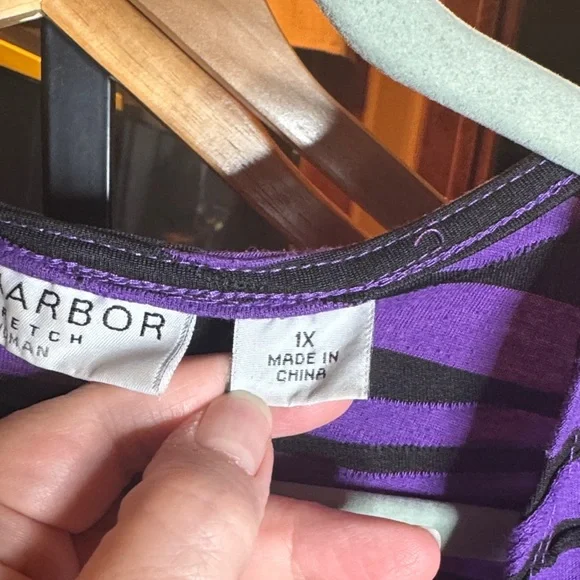 ARBOR
RETCH
MAN
1X
MADE IN
CHINA